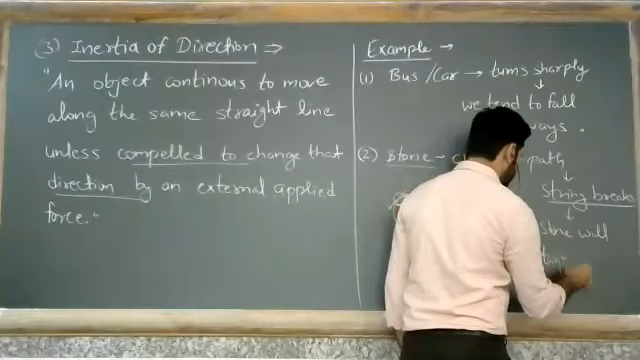 (3) Inertia of Direction ⇒
"An object continous to move
along the same straight line
unless compelled to change that
direction by an external applied
force."
Example →
(1) Bus /Car → turns sharply
↓
we tend to fall
ways.
(2) Stone - path
↓
String breaks
↓
stone will